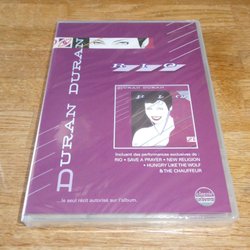 DURAN DURAN
RIO
DURAN DURAN
RIO
Incluant des performances exclusives de :
RIO • SAVE A PRAYER • NEW RELIGION
• HUNGRY LIKE THE WOLF
& THE CHAUFFEUR
...le seul récit autorisé sur l'album.